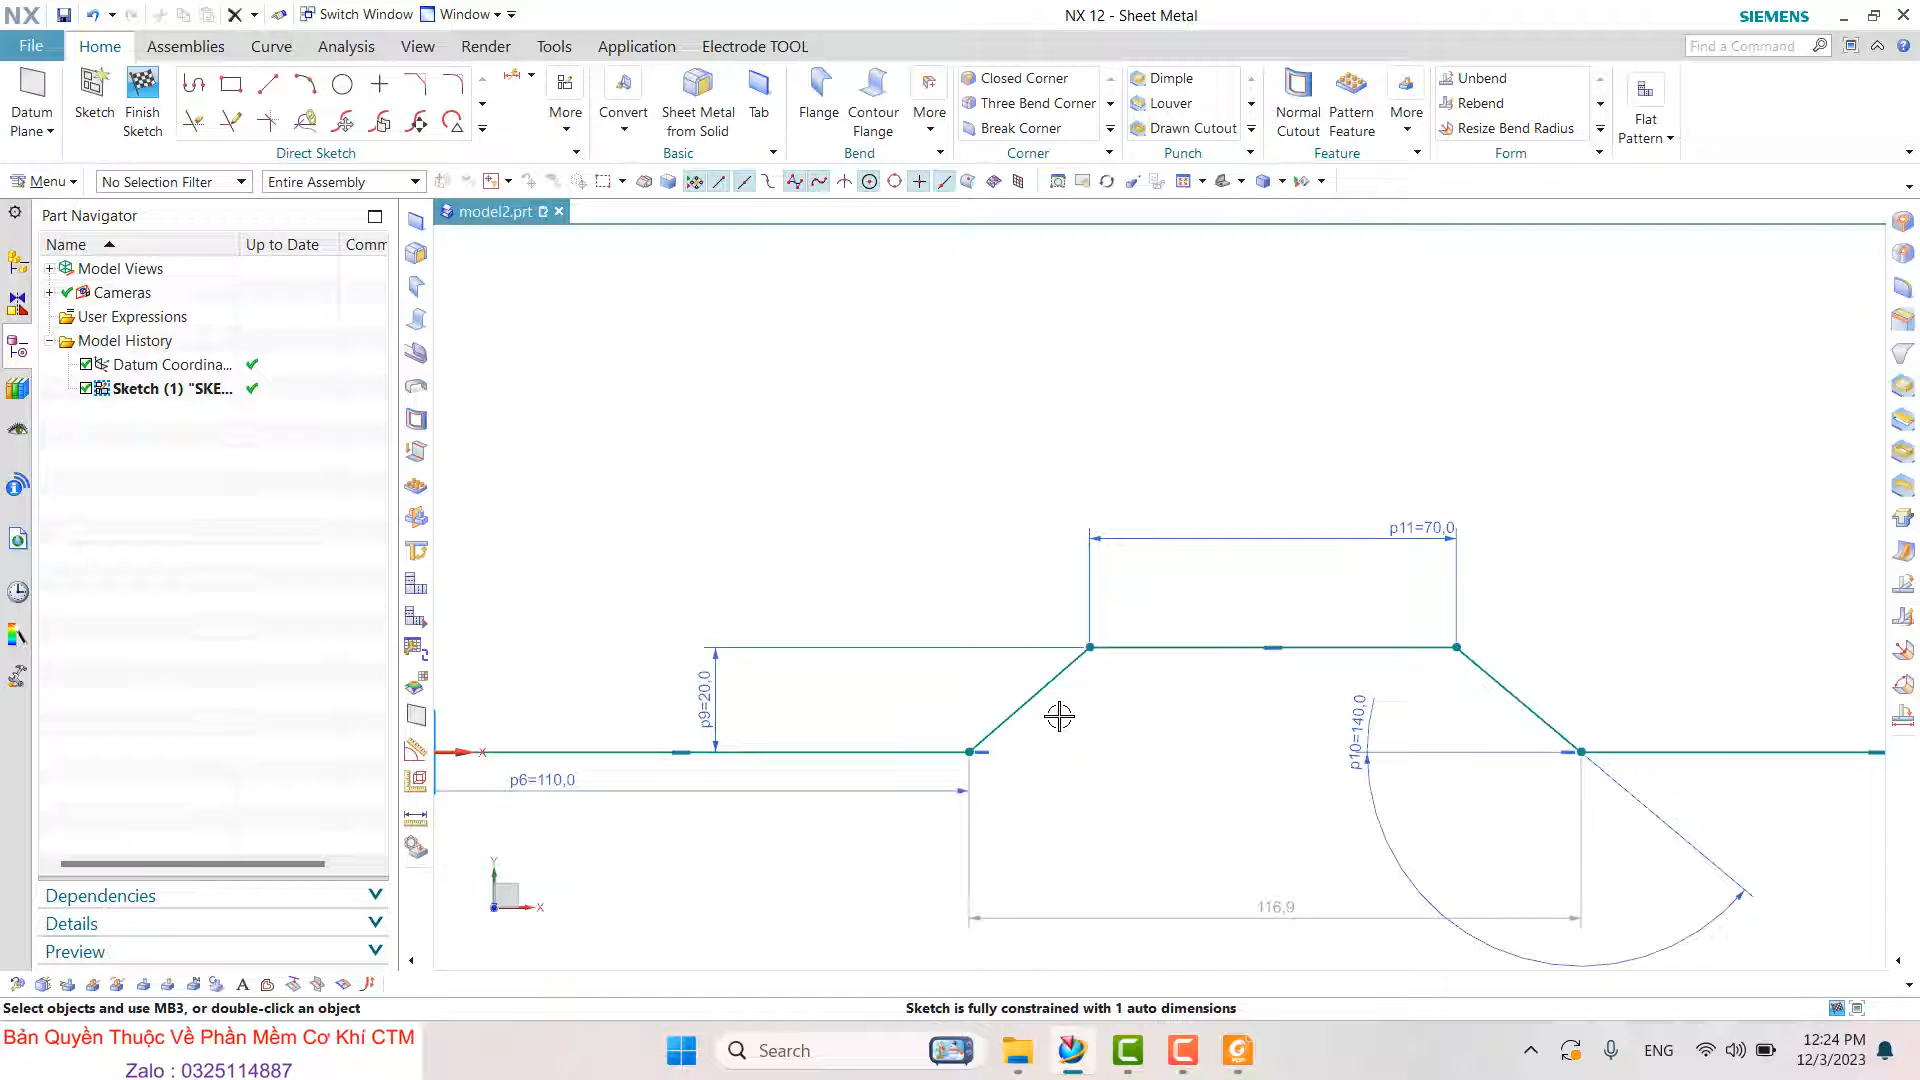 NX
Switch Window
Window
NX 12 - Sheet Metal
SIEMENS
File
Home
Assemblies
Curve
Analysis
View
Render
Tools
Application
Electrode TOOL
Find a Command
Datum
Plane
Sketch
Finish
Sketch
Direct Sketch
More
Convert
Sheet Metal
from Solid
Tab
Basic
Flange
Contour
Flange
More
Bend
Closed Corner
Three Bend Corner
Break Corner
Corner
Dimple
Louver
Drawn Cutout
Punch
Normal
Cutout
Pattern
Feature
More
Feature
Unbend
Rebend
Resize Bend Radius
Form
Flat
Pattern
Menu
No Selection Filter
Entire Assembly
Part Navigator
model2.prt
Name
Up to Date
Comm
Model Views
Cameras
User Expressions
Model History
Datum Coordina...
Sketch (1) "SKE...
p11=70,0
p9=20,0
p10=140,0
X
p6=110,0
116,9
Y
X
Dependencies
Details
Preview
A
Select objects and use MB3, or double-click an object
Sketch is fully constrained with 1 auto dimensions
Bản Quyền Thuộc Về Phần Mềm Cơ Khí CTM
Zalo : 0325114887
Search
ENG
12:24 PM
12/3/2023